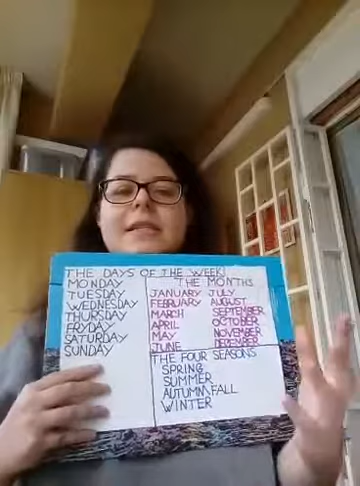 THE DAYS OF THE WEEK!
MONDAY
TUESDAY
WEDNESDAY
THURSDAY
FRYDAY
SATURDAY
SUNDAY
THE MONTHS
JANUARY JULY
FEBRUARY AUGUST
MARCH SEPTEMBER
APRIL OCTOBER
MAY NOVEMBER
JUNE DECEMBER
THE FOUR SEASONS
SPRING
SUMMER
AUTUMN/FALL
WINTER